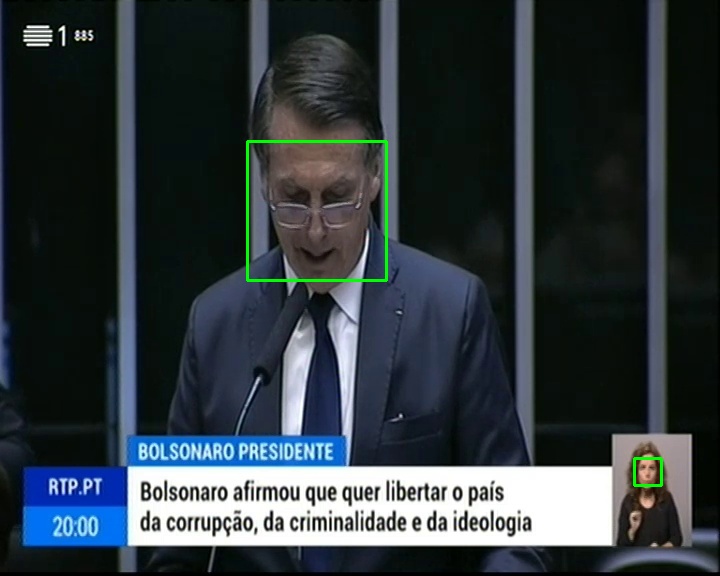 1 885
BOLSONARO PRESIDENTE
RTP.PT
20:00
Bolsonaro afirmou que quer libertar o país
da corrupção, da criminalidade e da ideologia